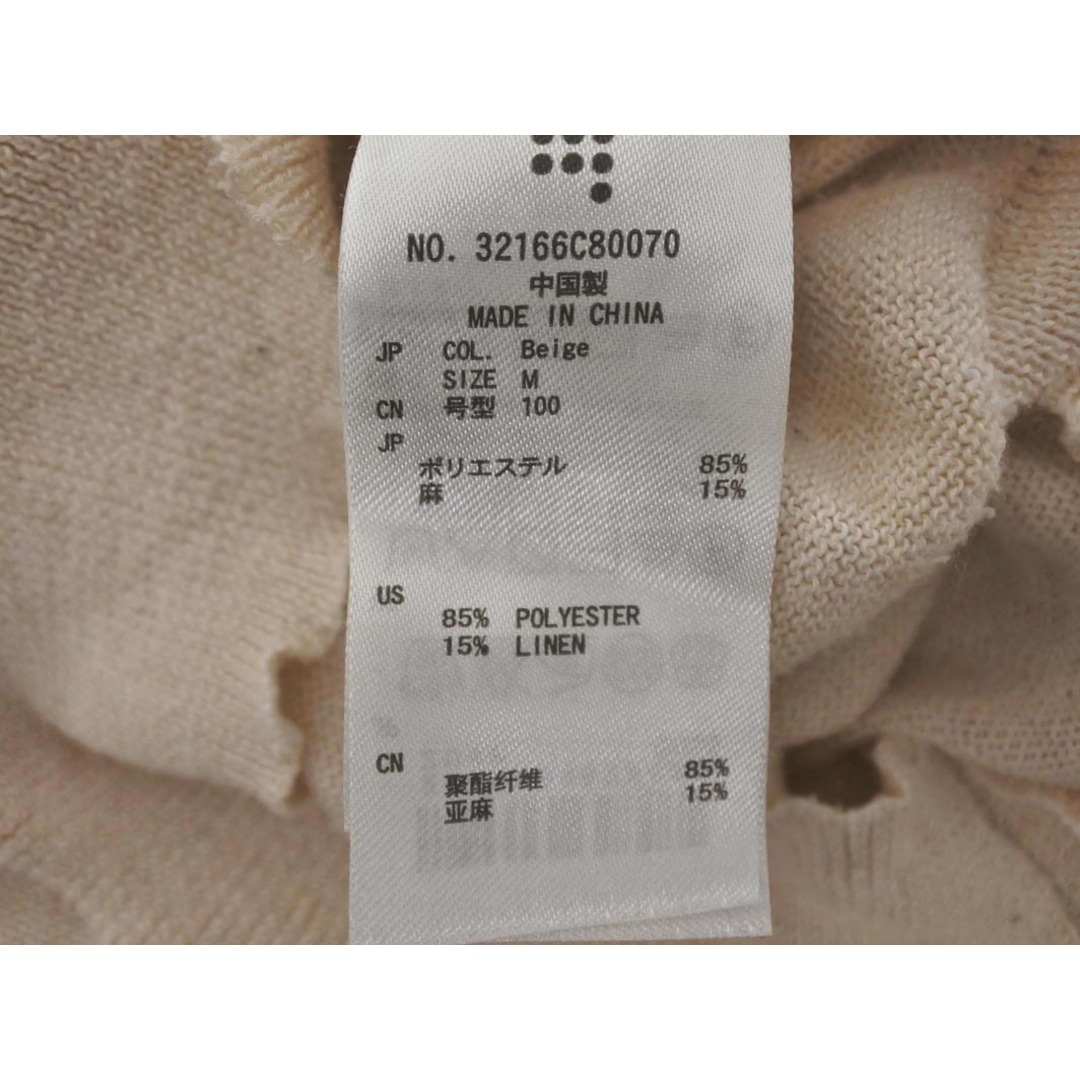 NO. 32166C80070
中国製
MADE IN CHINA
JP COL. Beige
SIZE M
CN 号型 100
JP
ポリエステル 85%
麻 15%
US
85% POLYESTER
15% LINEN
CN
聚酯纤维 85%
亚麻 15%